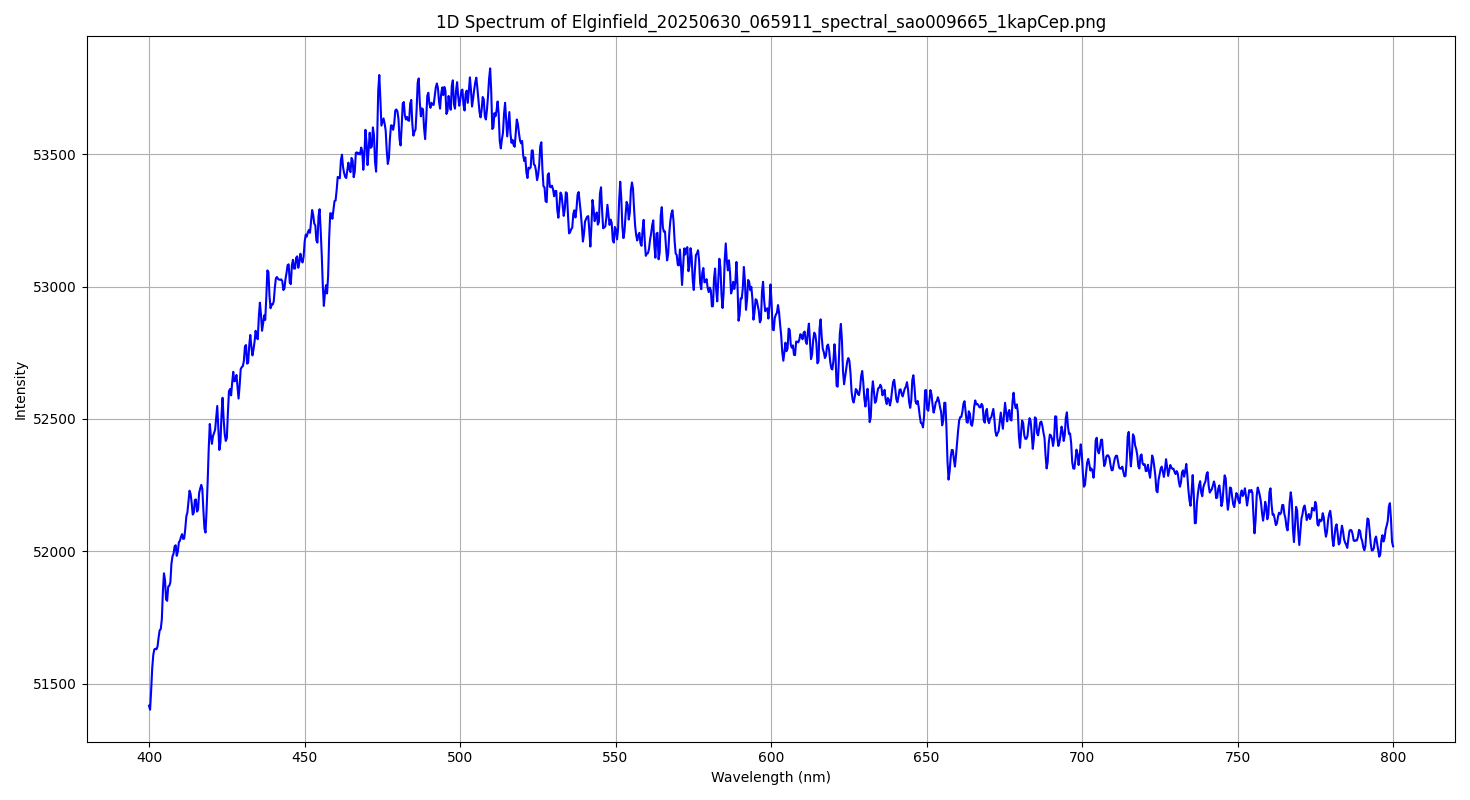 1D Spectrum of Elginfield_20250630_065911_spectral_sao009665_1kapCep.png
Intensity
53500
53000
52500
52000
51500
400 450 500 550 600 650 700 750 800
Wavelength (nm)